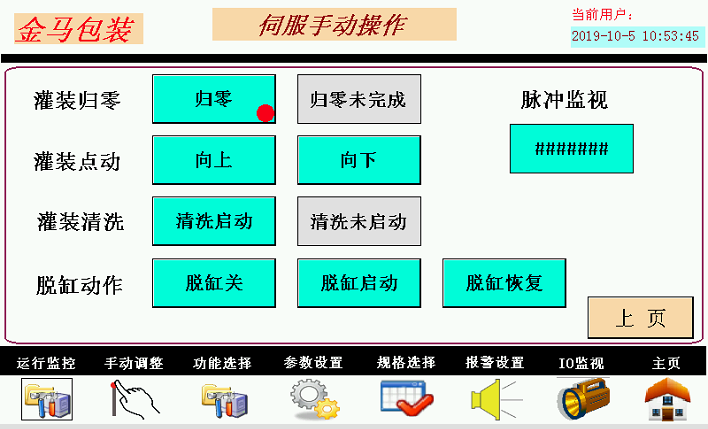 金马包装
伺服手动操作
当前用户:
2019-10-5 10:53:45
灌装归零 归零 归零未完成 脉冲监视
灌装点动 向上 向下 #######
灌装清洗 清洗启动 清洗未启动
脱缸动作 脱缸关 脱缸启动 脱缸恢复
上 页
运行监控 手动调整 功能选择 参数设置 规格选择 报警设置 IO监视 主页